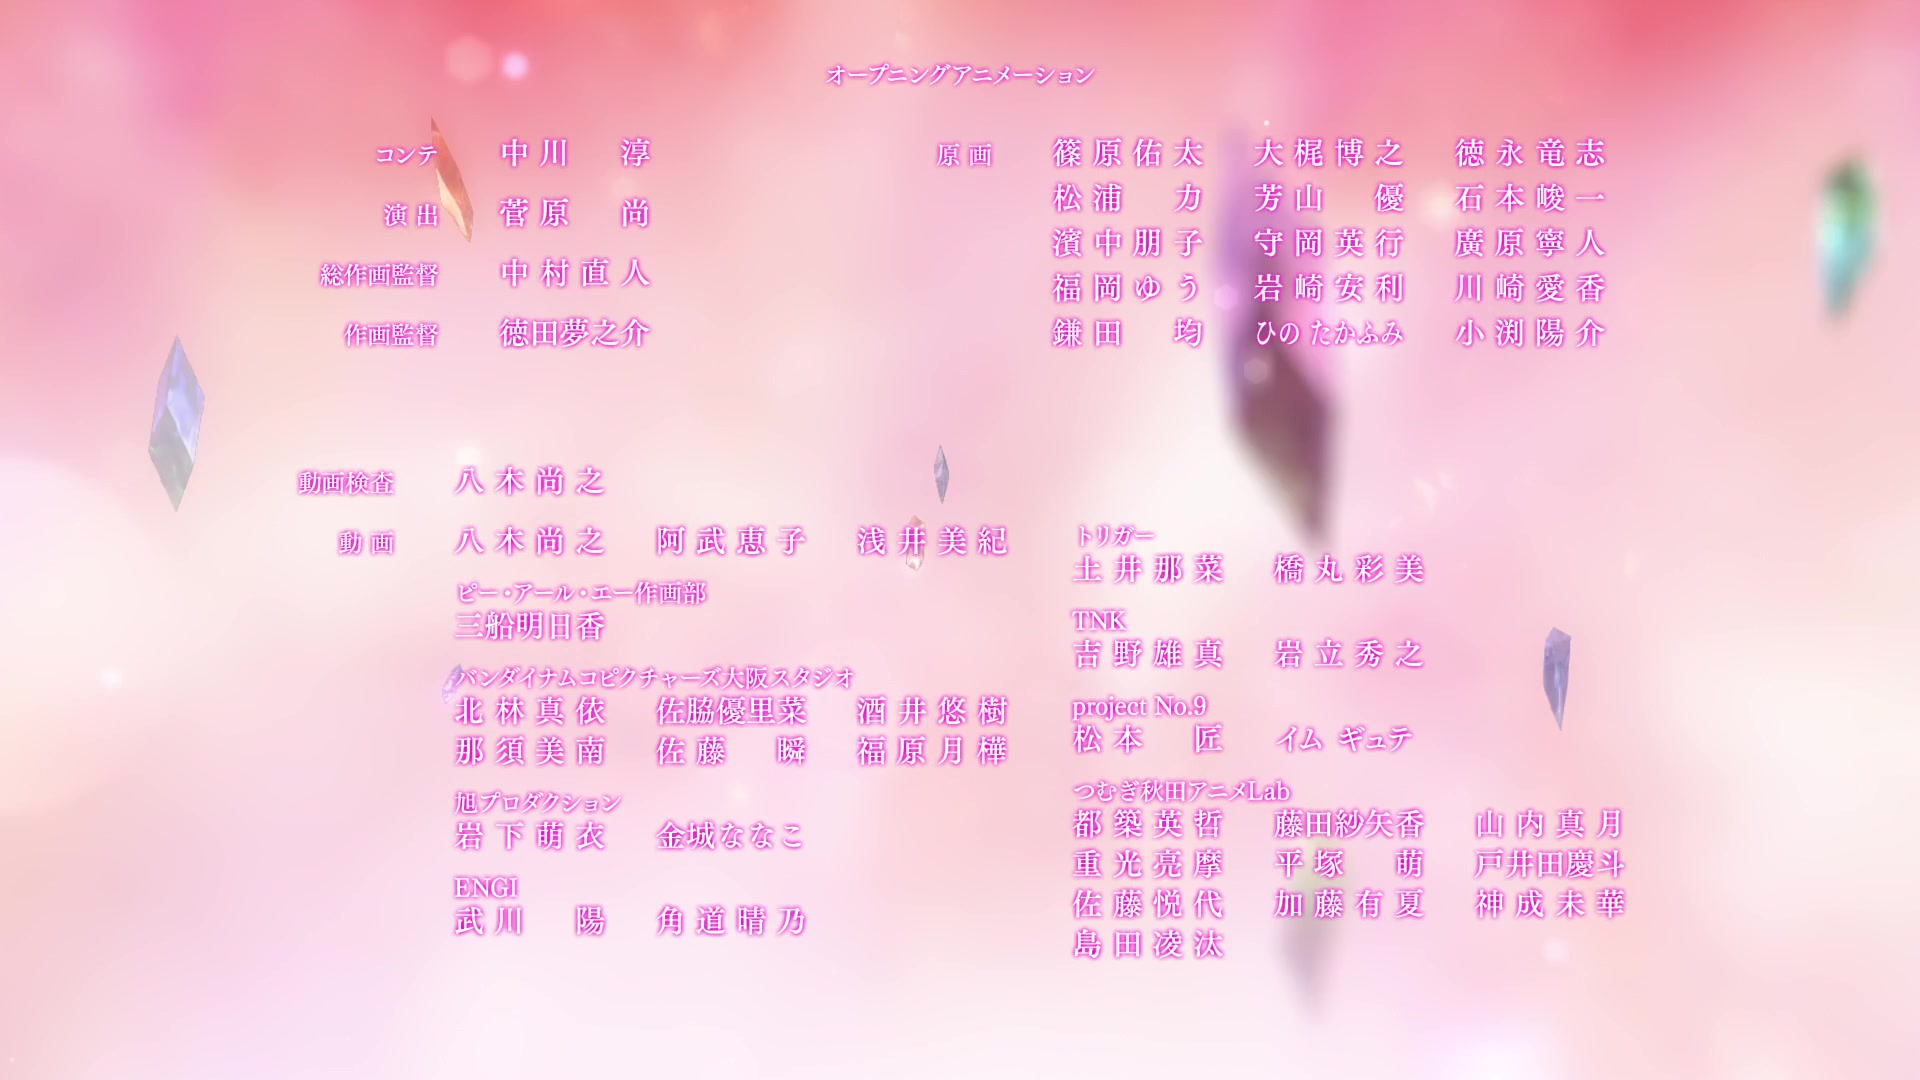 オープニングアニメーション
コンテ 中川 淳
演出 菅原 尚
総作画監督 中村直人
作画監督 徳田夢之介
原画 篠原佑太 大梶博之 徳永竜志
松浦 力 芳山 優 石本峻一
濱中朋子 守岡英行 廣原寧人
福岡ゆう 岩崎安利 川崎愛香
鎌田 均 ひの たかふみ 小渕陽介
動画検査 八木尚之
動画 八木尚之 阿武恵子 浅井美紀
ピー・アール・エー作画部
三船明日香
バンダイナムコピクチャーズ大阪スタジオ
北林真依 佐脇優里菜 酒井悠樹
那須美南 佐藤 瞬 福原月樺
旭プロダクション
岩下萌衣 金城ななこ
ENGI
武川 陽 角道晴乃
トリガー
土井那菜 橋丸彩美
TNK
吉野雄真 岩立秀之
project No.9
松本 匠 イム ギュテ
つむぎ秋田アニメLab
都築英哲 藤田紗矢香 山内真月
重光亮摩 平塚 萌 戸井田慶斗
佐藤悦代 加藤有夏 神成未華
島田凌汰